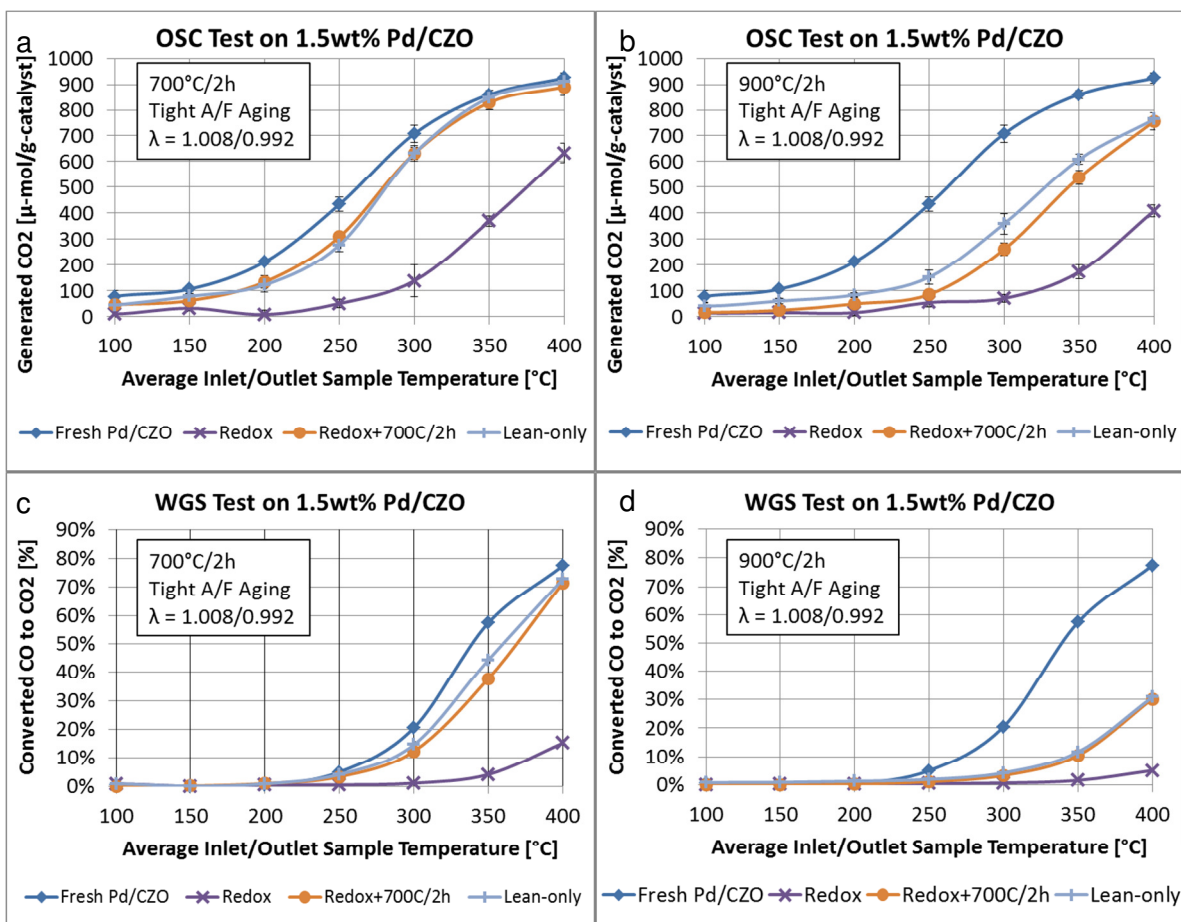 a
OSC Test on 1.5wt% Pd/CZO
Generated CO2 [μ-mol/g-catalyst]
1000
900
800
700
600
500
400
300
200
100
0
700°C/2h
Tight A/F Aging
λ = 1.008/0.992
100 150 200 250 300 350 400
Average Inlet/Outlet Sample Temperature [°C]
Fresh Pd/CZO Redox Redox+700C/2h Lean-only
b
OSC Test on 1.5wt% Pd/CZO
Generated CO2 [μ-mol/g-catalyst]
1000
900
800
700
600
500
400
300
200
100
0
900°C/2h
Tight A/F Aging
λ = 1.008/0.992
100 150 200 250 300 350 400
Average Inlet/Outlet Sample Temperature [°C]
Fresh Pd/CZO Redox Redox+700C/2h Lean-only
c
WGS Test on 1.5wt% Pd/CZO
Converted CO to CO2 [%]
90%
80%
70%
60%
50%
40%
30%
20%
10%
0%
700°C/2h
Tight A/F Aging
λ = 1.008/0.992
100 150 200 250 300 350 400
Average Inlet/Outlet Sample Temperature [°C]
Fresh Pd/CZO Redox Redox+700C/2h Lean-only
d
WGS Test on 1.5wt% Pd/CZO
Converted CO to CO2 [%]
90%
80%
70%
60%
50%
40%
30%
20%
10%
0%
900°C/2h
Tight A/F Aging
λ = 1.008/0.992
100 150 200 250 300 350 400
Average Inlet/Outlet Sample Temperature [°C]
Fresh Pd/CZO Redox Redox+700C/2h Lean-only